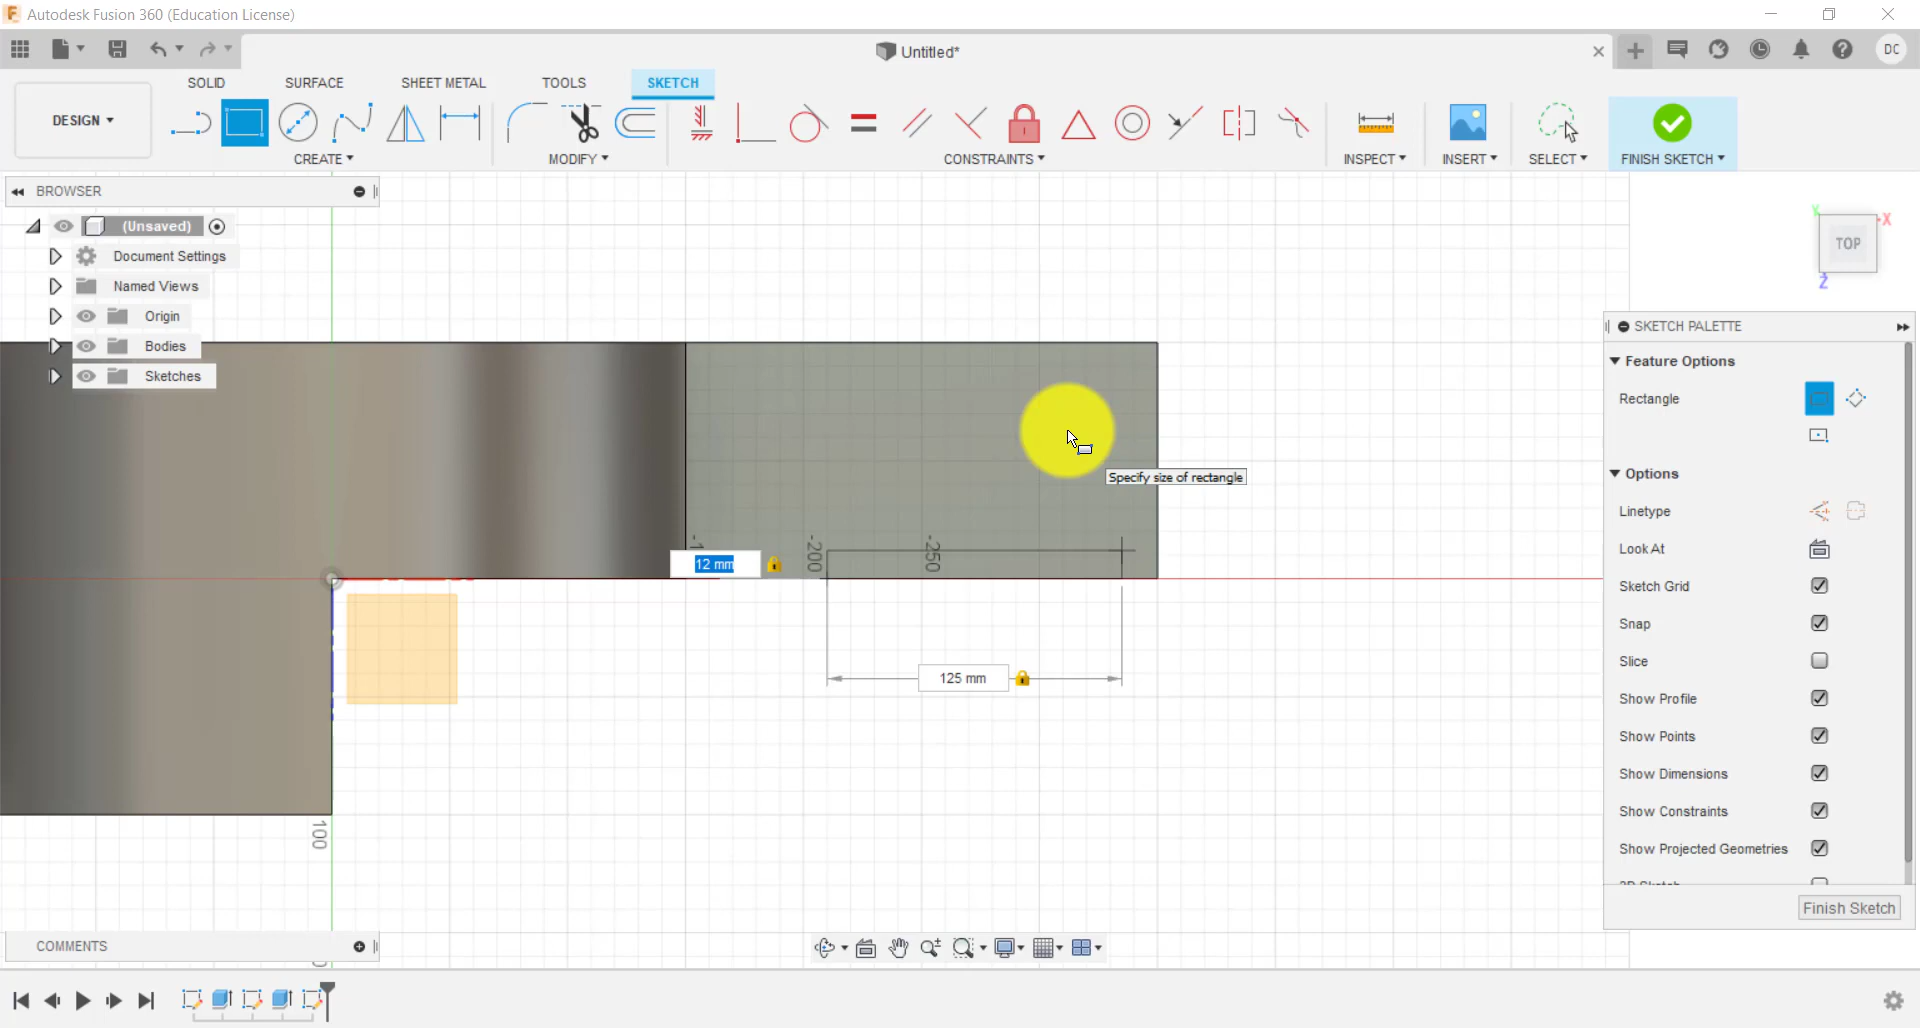 Autodesk Fusion 360 (Education License)
Untitled*
DC
SOLID
SURFACE
SHEET METAL
TOOLS
SKETCH
DESIGN
CREATE
MODIFY
CONSTRAINTS
INSPECT
INSERT
SELECT
FINISH SKETCH
BROWSER
(Unsaved)
Document Settings
Named Views
Origin
Bodies
Sketches
Y
X
TOP
Z
-200
-250
12 mm
125 mm
100
Specify size of rectangle
SKETCH PALETTE
Feature Options
Rectangle
Options
Linetype
Look At
Sketch Grid
Snap
Slice
Show Profile
Show Points
Show Dimensions
Show Constraints
Show Projected Geometries
Finish Sketch
COMMENTS